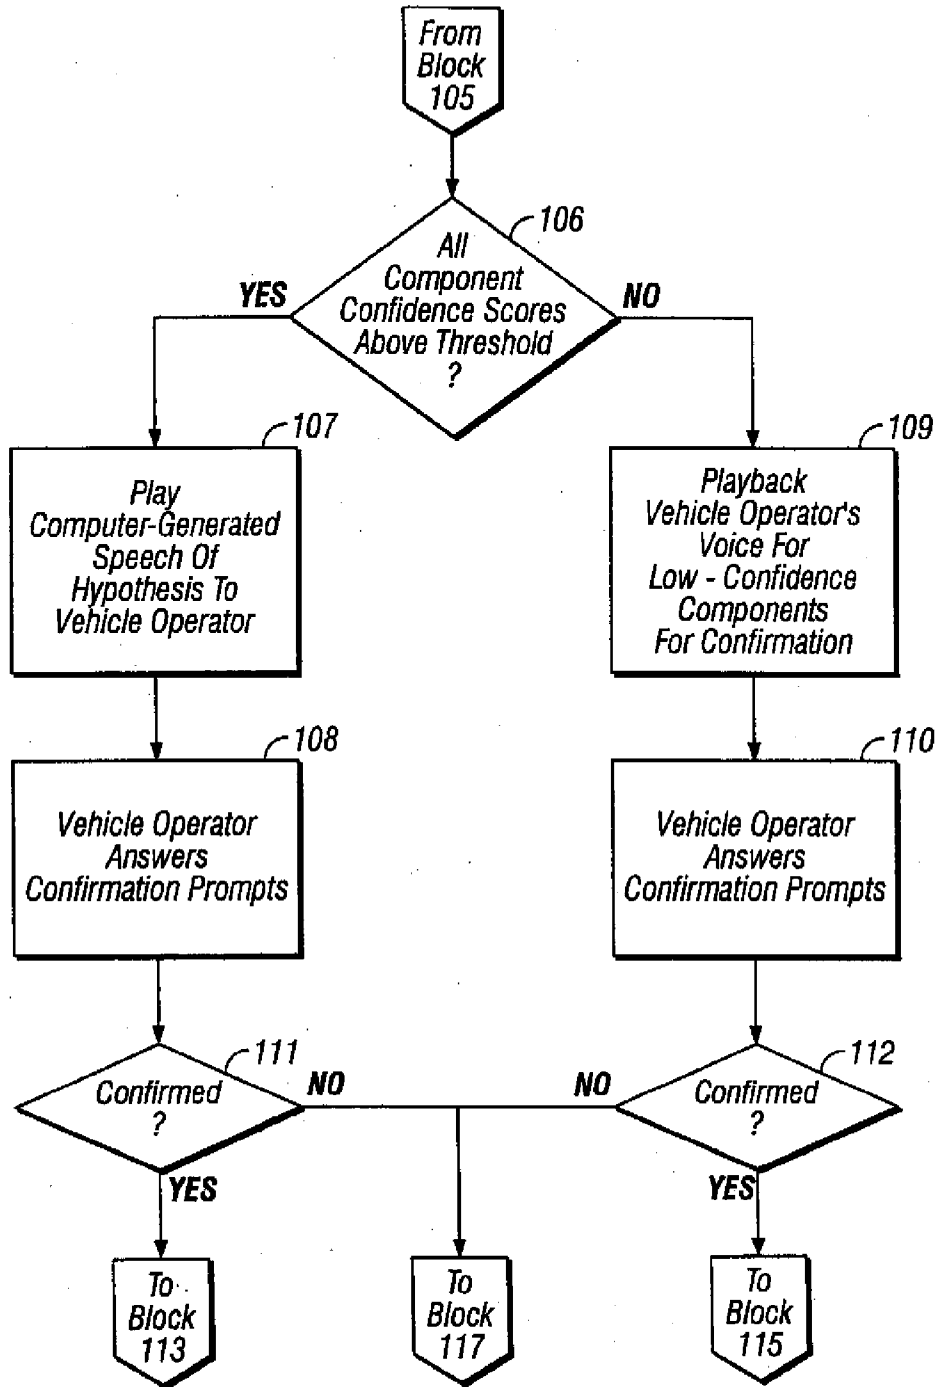 From
Block
105
106
All
Component
Confidence Scores
Above Threshold
?
YES
NO
107
Play
Computer-Generated
Speech Of
Hypothesis To
Vehicle Operator
109
Playback
Vehicle Operator's
Voice For
Low - Confidence
Components
For Confirmation
108
Vehicle Operator
Answers
Confirmation Prompts
110
Vehicle Operator
Answers
Confirmation Prompts
111
Confirmed
?
NO
NO
112
Confirmed
?
YES
YES
To
Block
113
To
Block
117
To
Block
115